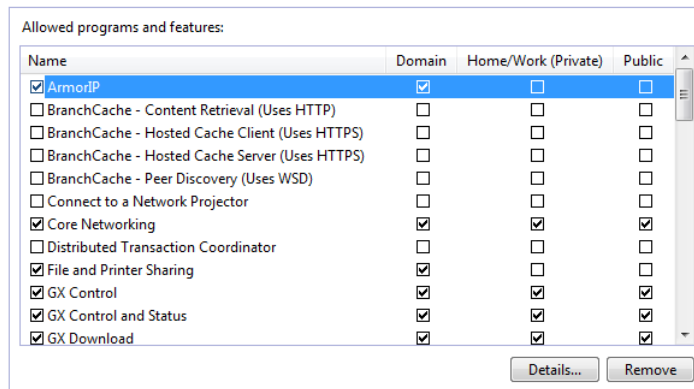 Allowed programs and features:
Name Domain Home/Work (Private) Public
ArmorIP
BranchCache - Content Retrieval (Uses HTTP)
BranchCache - Hosted Cache Client (Uses HTTPS)
BranchCache - Hosted Cache Server (Uses HTTPS)
BranchCache - Peer Discovery (Uses WSD)
Connect to a Network Projector
Core Networking
Distributed Transaction Coordinator
File and Printer Sharing
GX Control
GX Control and Status
GX Download
Details... Remove